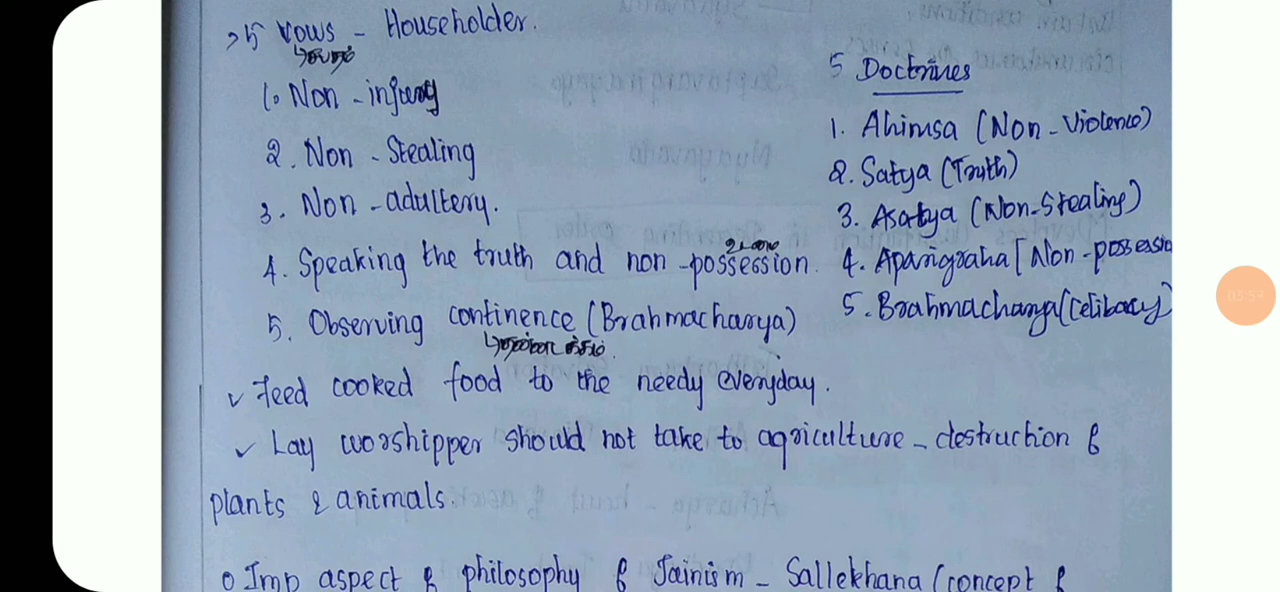 >5 Vows - Householder.
1. Non - injury
2. Non - Stealing
3. Non - adultery.
4. Speaking the truth and non - possession.
5. Observing continence (Brahmacharya)
5 Doctrines
1. Ahimsa (Non - Violence)
2. Satya (Truth)
3. Asatya (Non - Stealing)
4. Aparigraha [Non - possessio
5. Brahmacharya (Celibacy)
✓ Feed cooked food to the needy everyday.
✓ Lay worshipper should not take to agriculture - destruction of
plants & animals.
o Imp aspect of philosophy of Jainism - Sallekhana (concept of
03:59